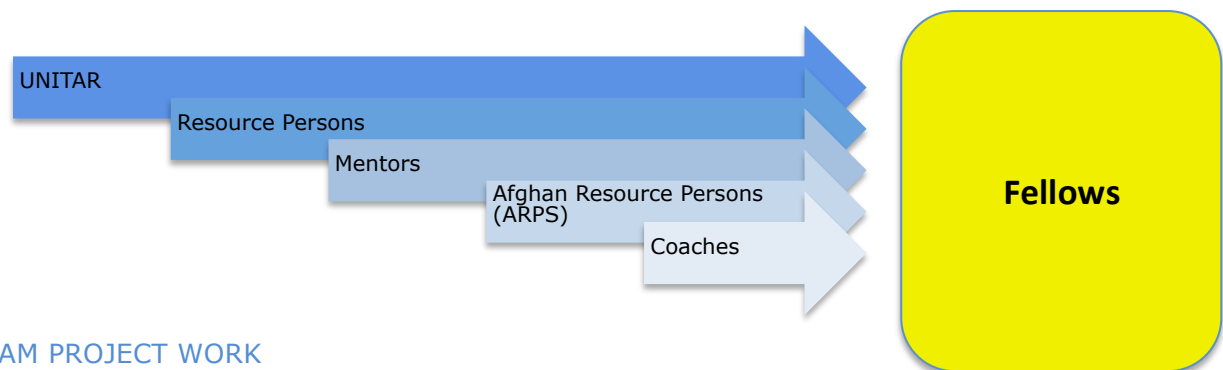 UNITAR
Resource Persons
Mentors
Afghan Resource Persons
(ARPS)
Coaches
Fellows
AM PROJECT WORK